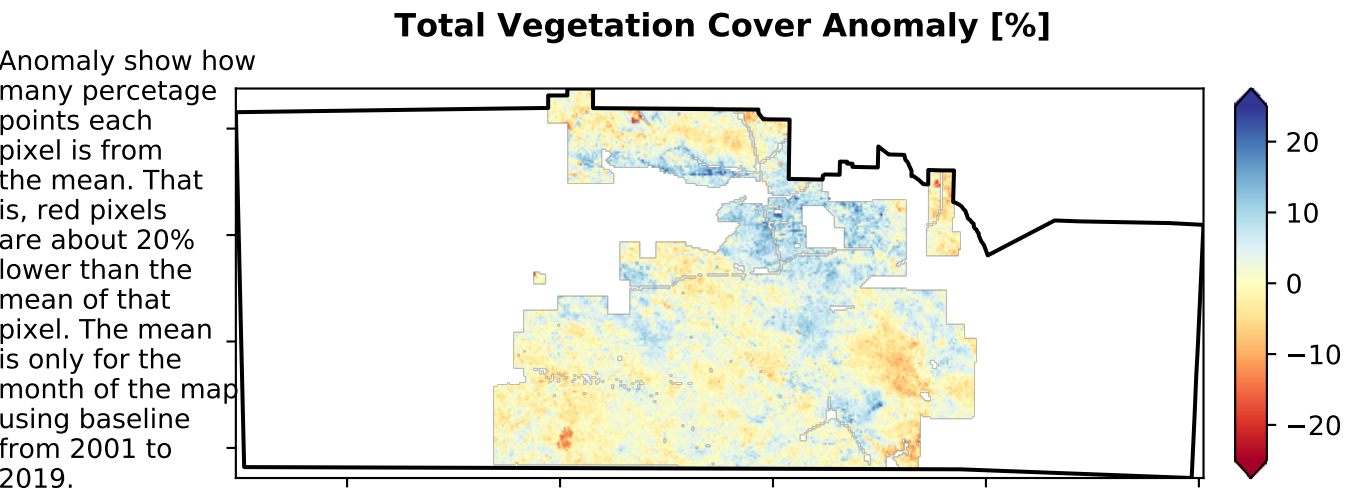 Total Vegetation Cover Anomaly [%]
Anomaly show how
many percetage
points each
pixel is from
the mean. That
is, red pixels
are about 20%
lower than the
mean of that
pixel. The mean
is only for the
month of the map
using baseline
from 2001 to
2019.
20
10
0
−10
−20